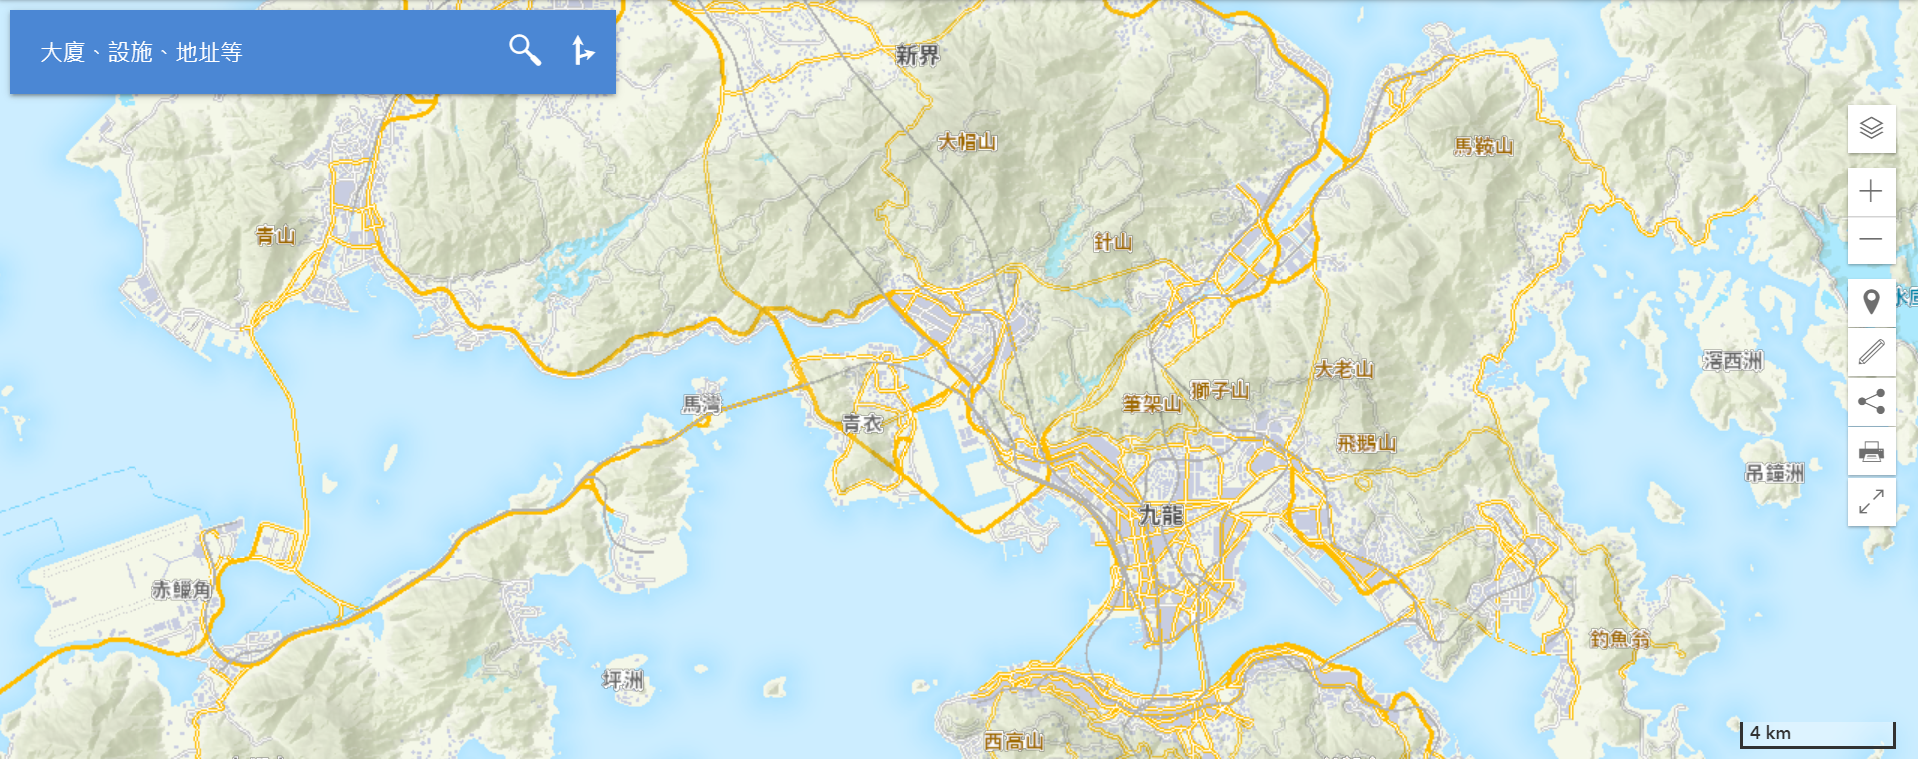 大廈、設施、地址等
新界
大帽山
馬鞍山
青山
針山
水
滘西洲
大老山
獅子山
筆架山
馬灣
青衣
飛鵝山
吊鐘洲
九龍
赤鱲角
釣魚翁
坪洲
西高山
4 km